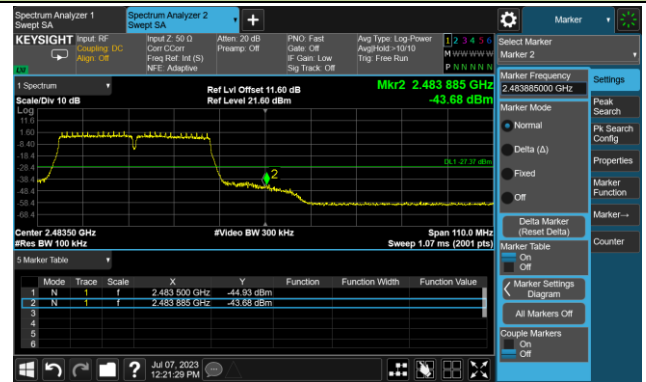 Spectrum Analyzer 1
Swept SA
Spectrum Analyzer 2
Swept SA
Marker
KEYSIGHT
Input: RF
Coupling: DC
Align: Off
Input Z: 50 Ω
Corr CCorr
Freq Ref: Int (S)
NFE: Adaptive
Atten: 20 dB
Preamp: Off
PNO: Fast
Gate: Off
IF Gain: Low
Sig Track: Off
Avg Type: Log-Power
Avg|Hold:>10/10
Trig: Free Run
1 2 3 4 5 6
M W W W W W
P N N N N N
Select Marker
Marker 2
1 Spectrum
Scale/Div 10 dB
Log
Ref Lvl Offset 11.60 dB
Ref Level 21.60 dBm
Mkr2 2.483 885 GHz
-43.68 dBm
11.6
1.60
-8.40
-18.4
-28.4
-38.4
-48.4
-58.4
-68.4
DL1 -27.37 dBm
2
Center 2.48350 GHz
#Res BW 100 kHz
#Video BW 300 kHz
Span 110.0 MHz
Sweep 1.07 ms (2001 pts)
5 Marker Table
Mode Trace Scale X Y Function Function Width Function Value
1 N 1 f 2.483 500 GHz -44.93 dBm
2 N 1 f 2.483 885 GHz -43.68 dBm
3
4
5
6
Marker Frequency
2.483885000 GHz
Marker Mode
Normal
Delta (Δ)
Fixed
Off
Delta Marker
(Reset Delta)
Marker Table
On
Off
Marker Settings
Diagram
All Markers Off
Couple Markers
On
Off
Settings
Peak
Search
Pk Search
Config
Properties
Marker
Function
Marker→
Counter
Jul 07, 2023
12:21:29 PM